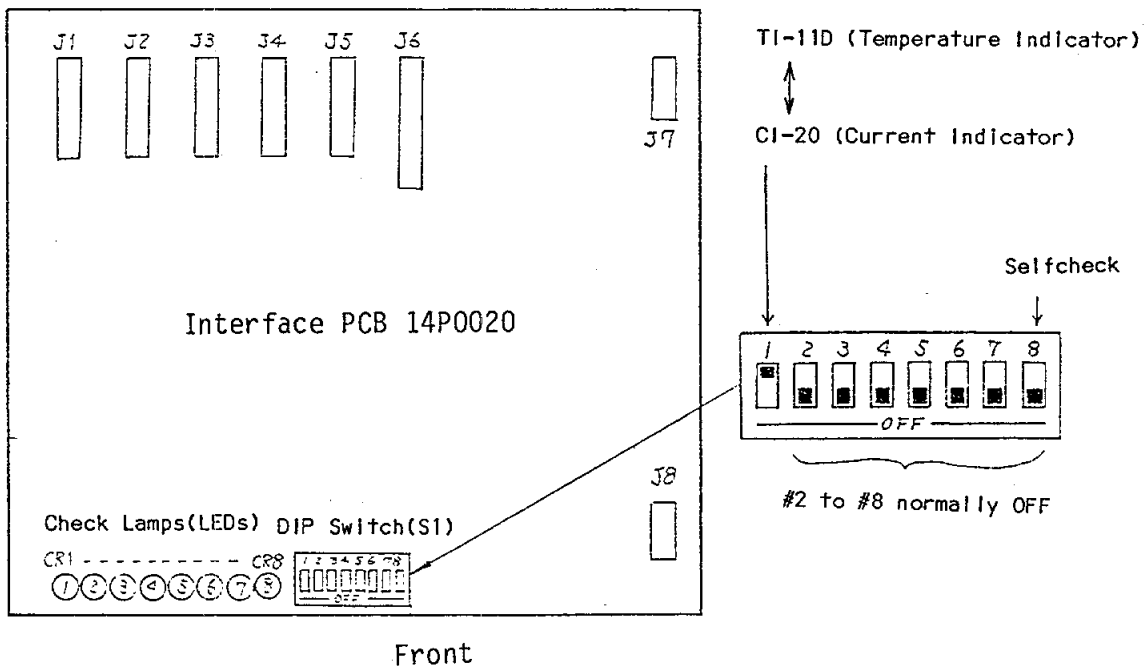 J1 J2 J3 J4 J5 J6
J7
TI-11D (Temperature Indicator)
CI-20 (Current Indicator)
Selfcheck
Interface PCB 14P0020
1 2 3 4 5 6 7 8
OFF
#2 to #8 normally OFF
J8
Check Lamps(LEDs) DIP Switch(S1)
CR1 - - - - - - - - - - CR8
1 2 3 4 5 6 7 8
1 2 3 4 5 6 7 8
OFF
Front